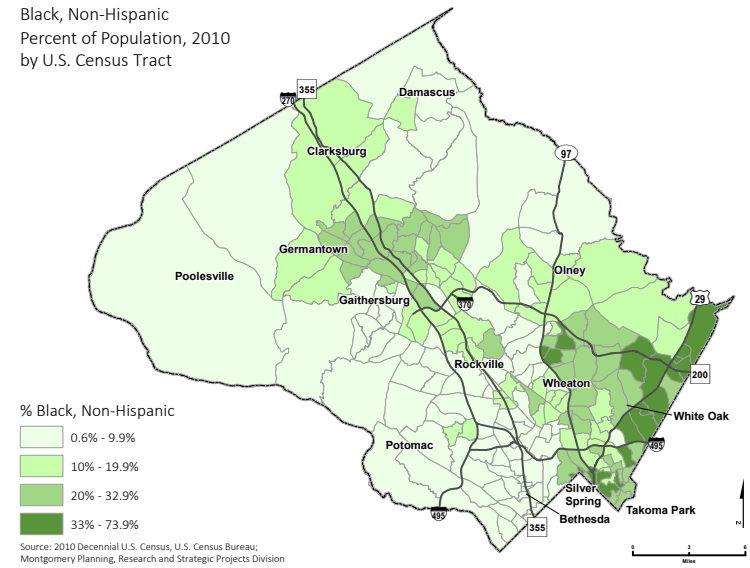 Black, Non-Hispanic
Percent of Population, 2010
by U.S. Census Tract
355
270
Damascus
Clarksburg
97
Germantown
Olney
Poolesville
29
Gaithersburg
370
Rockville
200
Wheaton
% Black, Non-Hispanic
White Oak
0.6% - 9.9%
Potomac
495
10% - 19.9%
20% - 32.9%
Silver
Spring
Takoma Park
495
Bethesda
33% - 73.9%
355
Source: 2010 Decennial U.S. Census, U.S. Census Bureau;
Montgomery Planning, Research and Strategic Projects Division
N
0 3 6
Miles